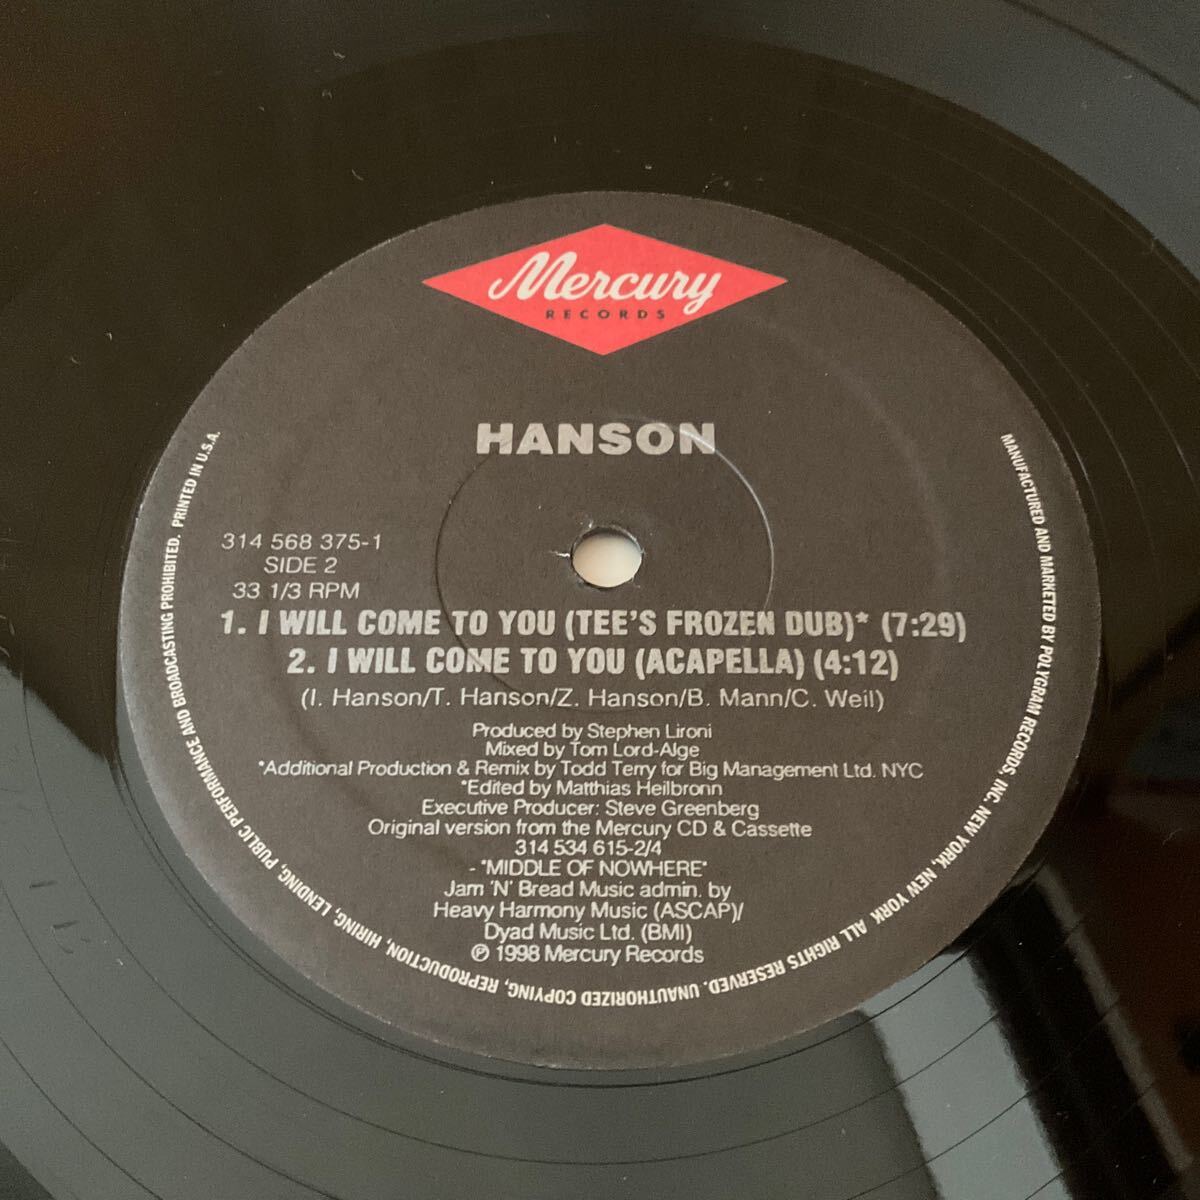 Mercury
RECORDS
HANSON
314 568 375-1
SIDE 2
33 1/3 RPM
1. I WILL COME TO YOU (TEE'S FROZEN DUB)* (7:29)
2. I WILL COME TO YOU (ACAPELLA) (4:12)
(I. Hanson/T. Hanson/Z. Hanson/B. Mann/C. Weil)
Produced by Stephen Lironi
Mixed by Tom Lord-Alge
*Additional Production & Remix by Todd Terry for Big Management Ltd. NYC
*Edited by Matthias Heilbronn
Executive Producer: Steve Greenberg
Original version from the Mercury CD & Cassette
314 534 615-2/4
- "MIDDLE OF NOWHERE"
Jam 'N' Bread Music admin. by
Heavy Harmony Music (ASCAP)/
Dyad Music Ltd. (BMI)
℗ 1998 Mercury Records
MANUFACTURED AND MARKETED BY POLYGRAM RECORDS, INC. NEW YORK, NEW YORK. ALL RIGHTS RESERVED. UNAUTHORIZED COPYING, REPRODUCTION, HIRING, LENDING, PUBLIC PERFORMANCE AND BROADCASTING PROHIBITED. PRINTED IN U.S.A.